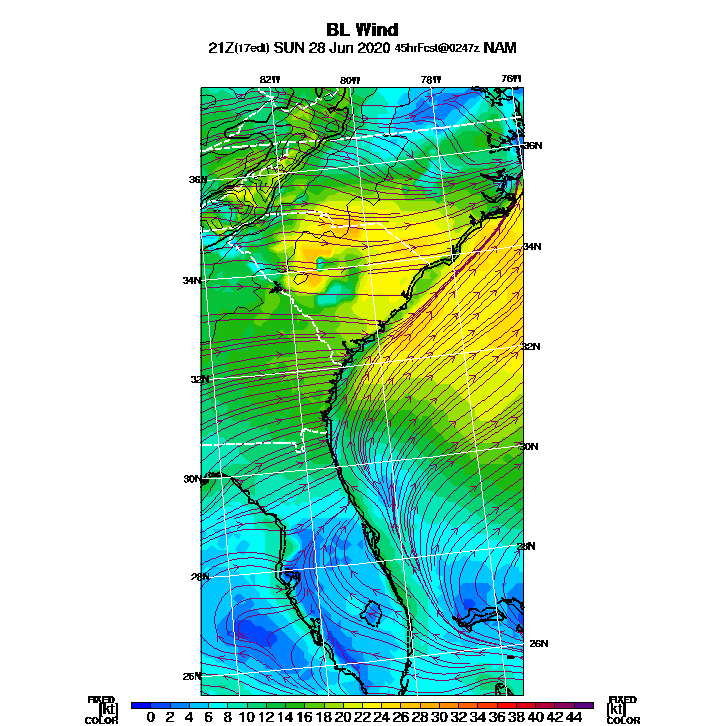 BL Wind
21Z(17edt) SUN 28 Jun 2020 45hrFcst@X0247z NAM
82W 80W 78W 76W
36N
36N
34N
34N
32N
32N
30N
30N
28N
28N
26N
26N
FIXED FIXED
[kt] 0 2 4 6 8 10 12 14 16 18 20 22 24 26 28 30 32 34 36 38 40 42 44 [kt]
COLOR COLOR